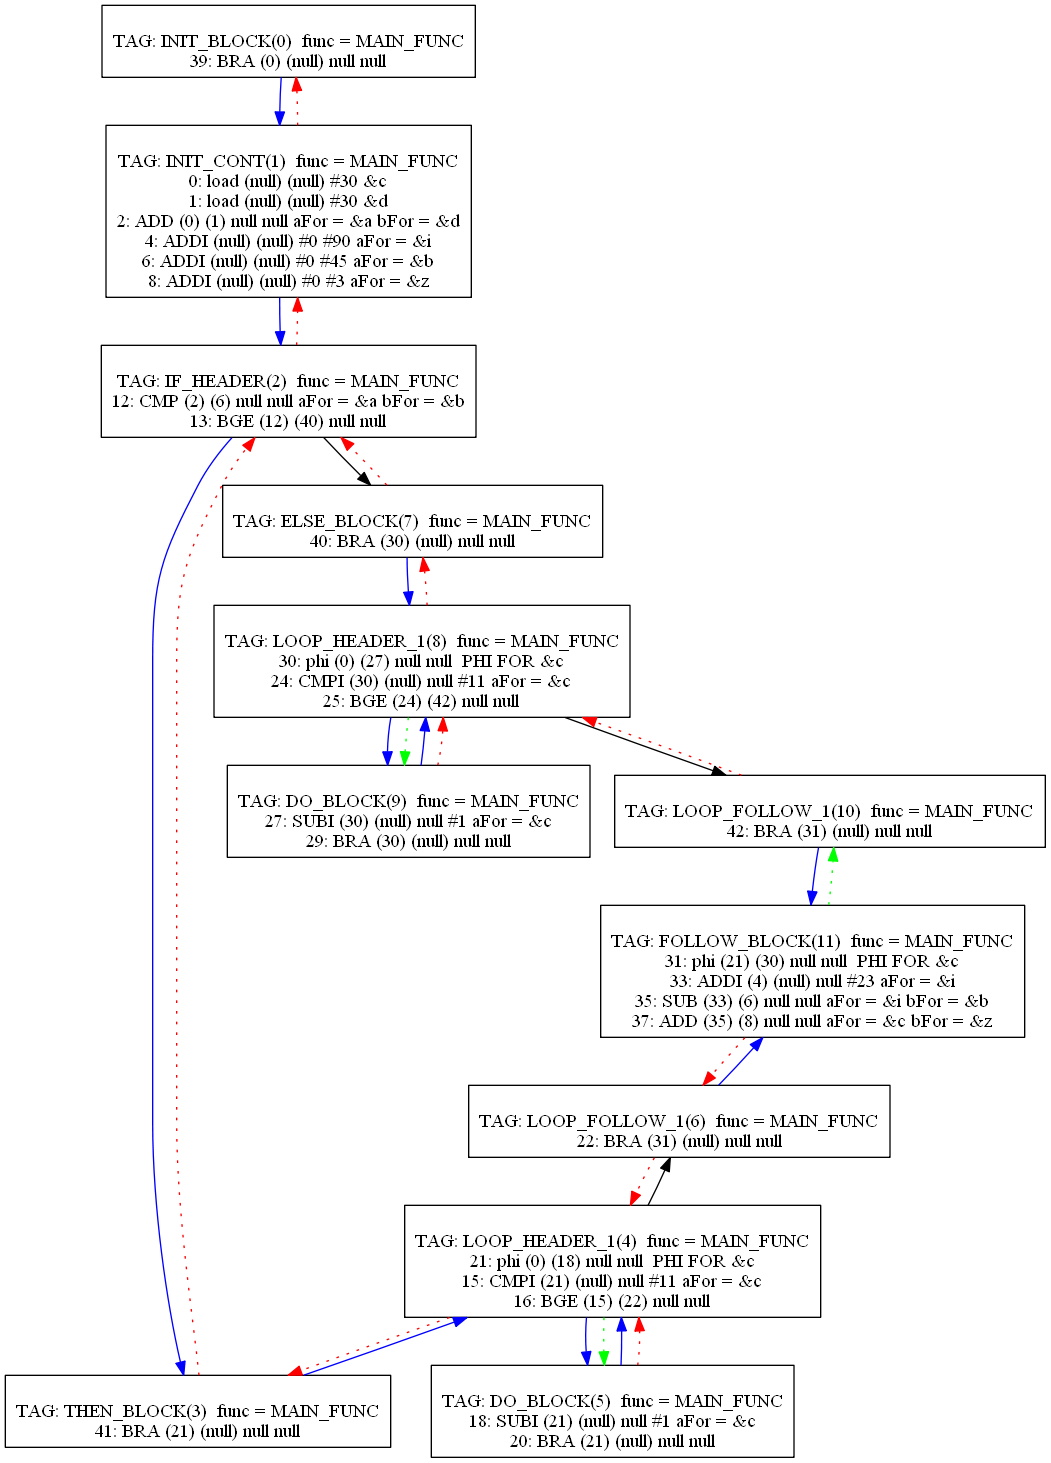 TAG: INIT_BLOCK(0)  func = MAIN_FUNC
39: BRA (0) (null) null null
TAG: INIT_CONT(1)  func = MAIN_FUNC
0: load (null) (null) #30 &c
1: load (null) (null) #30 &d
2: ADD (0) (1) null null aFor = &a bFor = &d
4: ADDI (null) (null) #0 #90 aFor = &i
6: ADDI (null) (null) #0 #45 aFor = &b
8: ADDI (null) (null) #0 #3 aFor = &z
TAG: IF_HEADER(2)  func = MAIN_FUNC
12: CMP (2) (6) null null aFor = &a bFor = &b
13: BGE (12) (40) null null
TAG: ELSE_BLOCK(7)  func = MAIN_FUNC
40: BRA (30) (null) null null
TAG: LOOP_HEADER_1(8)  func = MAIN_FUNC
30: phi (0) (27) null null  PHI FOR &c
24: CMPI (30) (null) null #11 aFor = &c
25: BGE (24) (42) null null
TAG: DO_BLOCK(9)  func = MAIN_FUNC
27: SUBI (30) (null) null #1 aFor = &c
29: BRA (30) (null) null null
TAG: LOOP_FOLLOW_1(10)  func = MAIN_FUNC
42: BRA (31) (null) null null
TAG: FOLLOW_BLOCK(11)  func = MAIN_FUNC
31: phi (21) (30) null null  PHI FOR &c
33: ADDI (4) (null) null #23 aFor = &i
35: SUB (33) (6) null null aFor = &i bFor = &b
37: ADD (35) (8) null null aFor = &c bFor = &z
TAG: LOOP_FOLLOW_1(6)  func = MAIN_FUNC
22: BRA (31) (null) null null
TAG: LOOP_HEADER_1(4)  func = MAIN_FUNC
21: phi (0) (18) null null  PHI FOR &c
15: CMPI (21) (null) null #11 aFor = &c
16: BGE (15) (22) null null
TAG: THEN_BLOCK(3)  func = MAIN_FUNC
41: BRA (21) (null) null null
TAG: DO_BLOCK(5)  func = MAIN_FUNC
18: SUBI (21) (null) null #1 aFor = &c
20: BRA (21) (null) null null